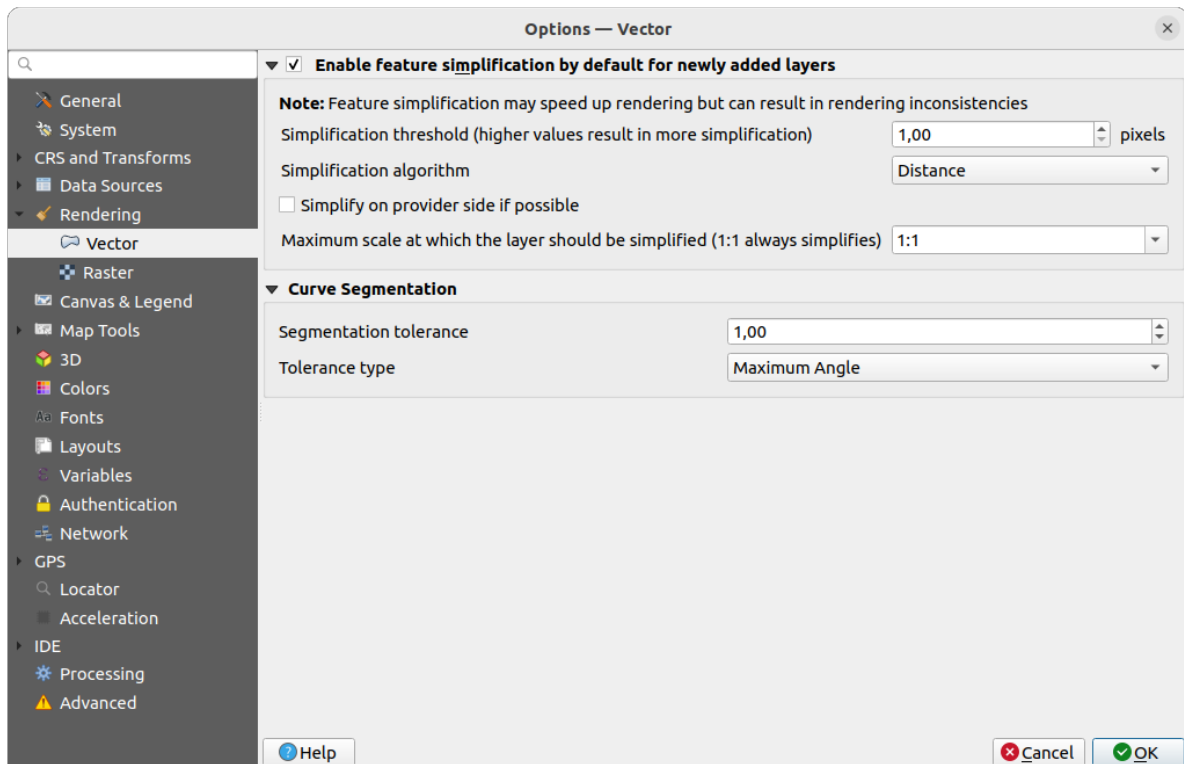 Options — Vector
General
System
CRS and Transforms
Data Sources
Rendering
Vector
Raster
Canvas & Legend
Map Tools
3D
Colors
Aa Fonts
Layouts
ε Variables
Authentication
Network
GPS
Locator
Acceleration
IDE
Processing
Advanced
Enable feature simplification by default for newly added layers
Note: Feature simplification may speed up rendering but can result in rendering inconsistencies
Simplification threshold (higher values result in more simplification) 1,00 pixels
Simplification algorithm Distance
Simplify on provider side if possible
Maximum scale at which the layer should be simplified (1:1 always simplifies) 1:1
Curve Segmentation
Segmentation tolerance 1,00
Tolerance type Maximum Angle
Help Cancel OK